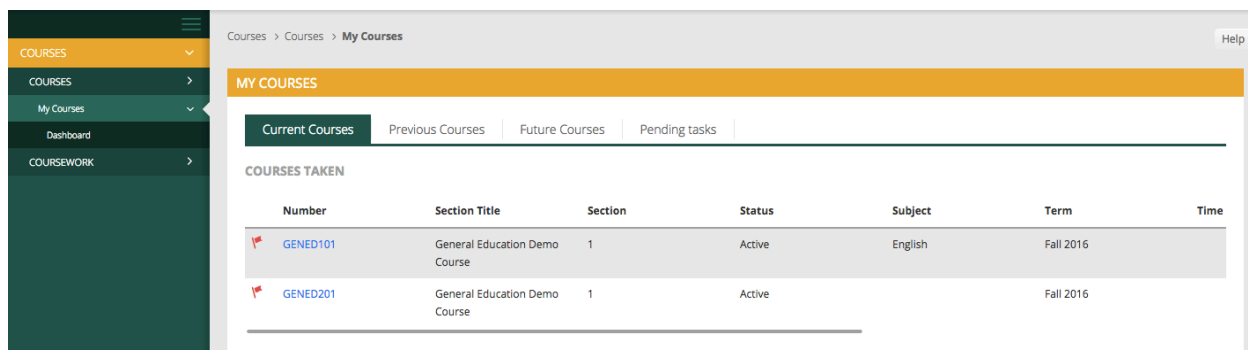 Courses > Courses > My Courses
Help
COURSES
COURSES
My Courses
Dashboard
COURSEWORK
MY COURSES
Current Courses Previous Courses Future Courses Pending tasks
COURSES TAKEN
Number Section Title Section Status Subject Term Time
GENED101 General Education Demo 1 Active English Fall 2016
Course
GENED201 General Education Demo 1 Active Fall 2016
Course